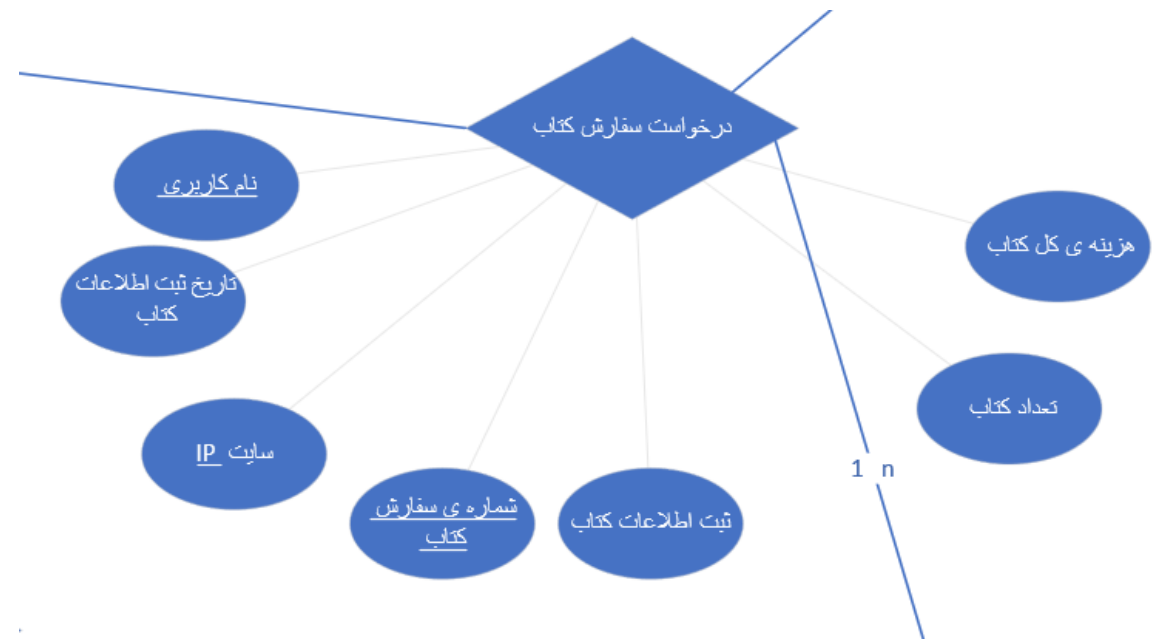 درخواست سفارش کتاب
نام کاربری
هزینه ی کل کتاب
تاریخ ثبت اطلاعات
کتاب
تعداد کتاب
سایت IP
1 n
شماره ی سفارش
کتاب
ثبت اطلاعات کتاب